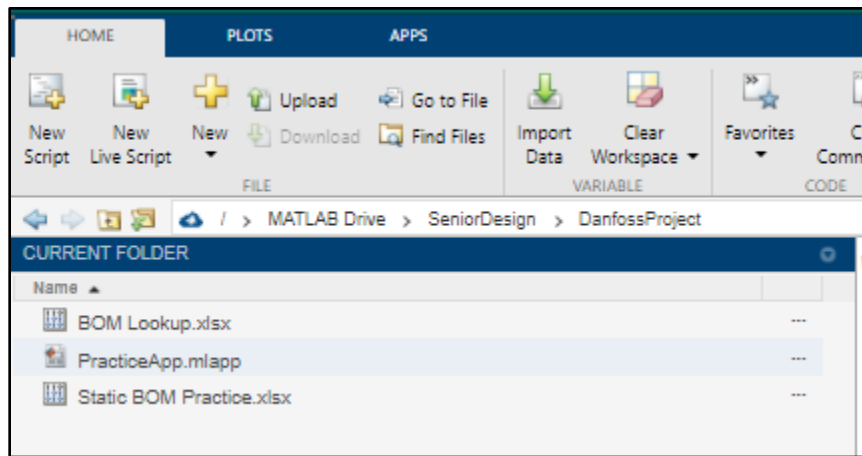 HOME PLOTS APPS
New Script
New Live Script
New
Upload
Download
Go to File
Find Files
Import Data
Clear Workspace
Favorites
FILE VARIABLE CODE
/ > MATLAB Drive > SeniorDesign > DanfossProject
CURRENT FOLDER
Name
BOM Lookup.xlsx ---
PracticeApp.mlapp ---
Static BOM Practice.xlsx ---